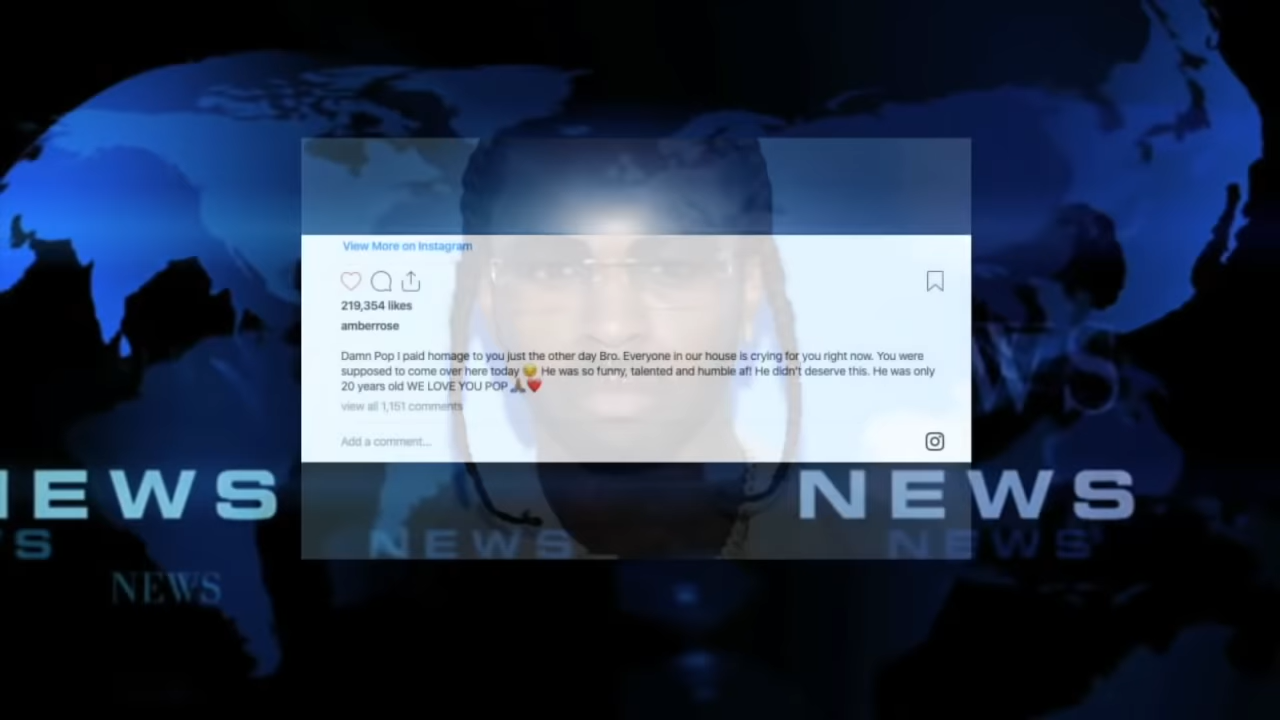 View More on Instagram
219,354 likes
amberrose
Damn Pop I paid homage to you just the other day Bro. Everyone in our house is crying for you right now. You were
supposed to come over here today 😢 He was so funny, talented and humble af! He didn't deserve this. He was only
20 years old WE LOVE YOU POP 🙏🏾❤️
view all 1,151 comments
Add a comment...
WS
EWS
NEWS
S
NEWS
NEWS
NEWS